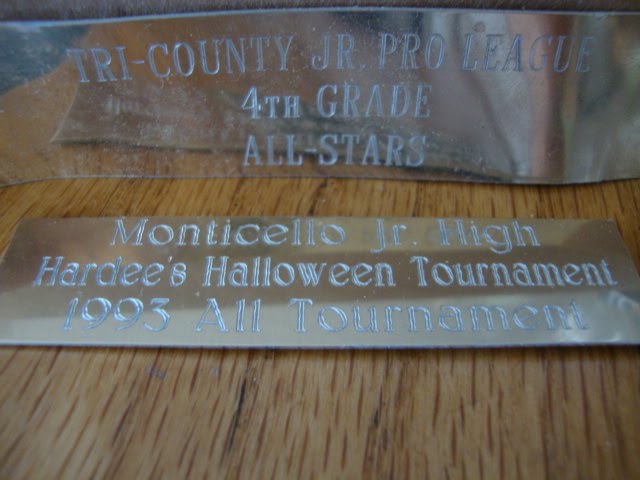 TRI-COUNTY JR. PRO LEAGUE
4TH GRADE
ALL-STARS
Monticello Jr. High
Hardee's Halloween Tournament
1993 All Tournament